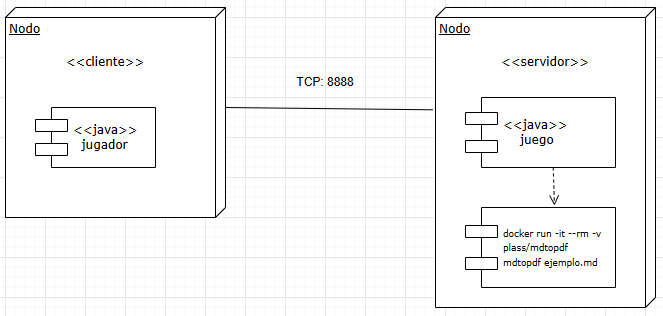 Nodo
<<cliente>>
<<java>>
jugador
TCP: 8888
Nodo
<<servidor>>
<<java>>
juego
docker run -it --rm -v
plass/mdtopdf
mdtopdf ejemplo.md